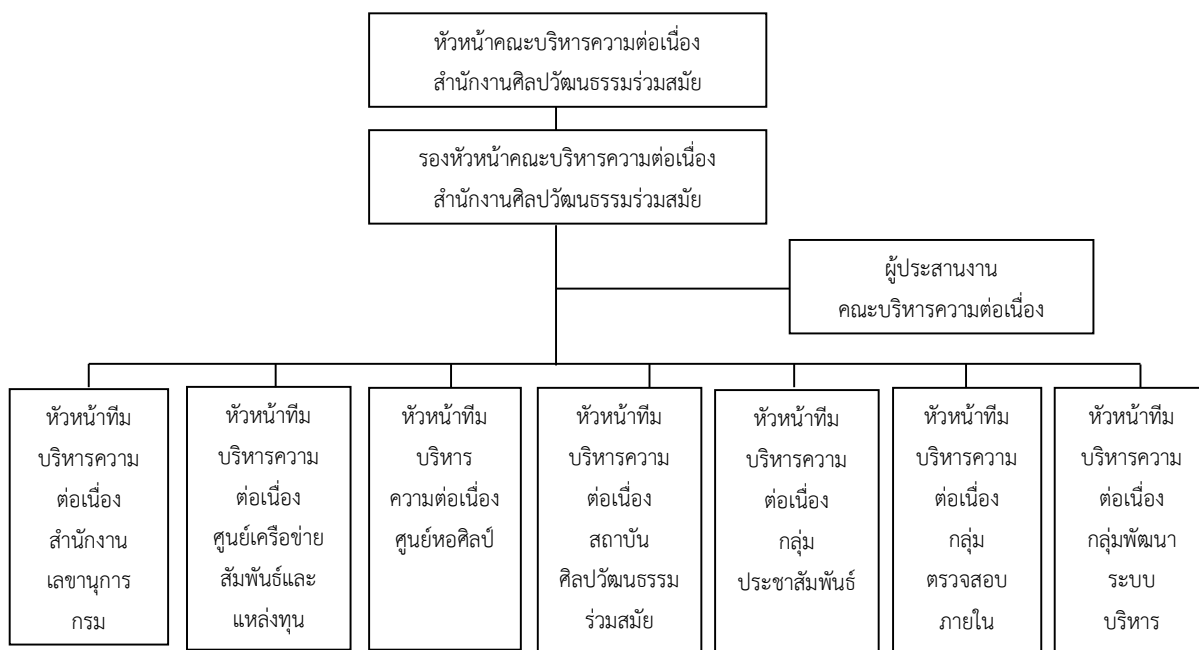 หัวหน้าคณะบริหารความต่อเนื่อง
สำนักงานศิลปวัฒนธรรมร่วมสมัย
รองหัวหน้าคณะบริหารความต่อเนื่อง
สำนักงานศิลปวัฒนธรรมร่วมสมัย
ผู้ประสานงาน
คณะบริหารความต่อเนื่อง
หัวหน้าทีม
บริหารความ
ต่อเนื่อง
สำนักงาน
เลขานุการ
กรม
หัวหน้าทีม
บริหารความ
ต่อเนื่อง
ศูนย์เครือข่าย
สัมพันธ์และ
แหล่งทุน
หัวหน้าทีม
บริหาร
ความต่อเนื่อง
ศูนย์หอศิลป์
หัวหน้าทีม
บริหารความ
ต่อเนื่อง
สถาบัน
ศิลปวัฒนธรรม
ร่วมสมัย
หัวหน้าทีม
บริหารความ
ต่อเนื่อง
กลุ่ม
ประชาสัมพันธ์
หัวหน้าทีม
บริหารความ
ต่อเนื่อง
กลุ่ม
ตรวจสอบ
ภายใน
หัวหน้าทีม
บริหารความ
ต่อเนื่อง
กลุ่มพัฒนา
ระบบ
บริหาร